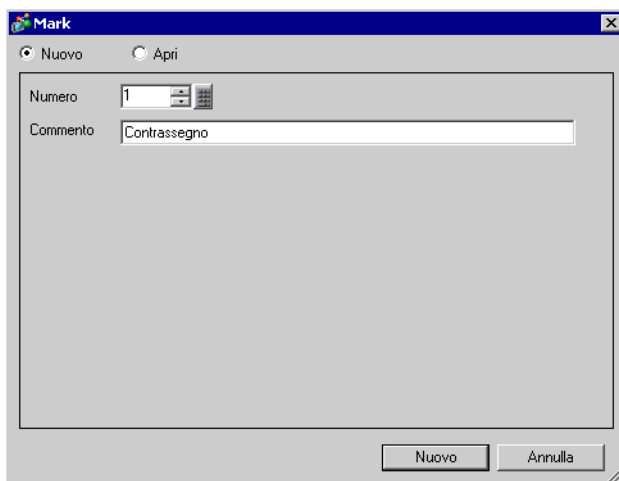 Mark
Nuovo Apri
Numero 1
Commento Contrassegno
Nuovo Annulla